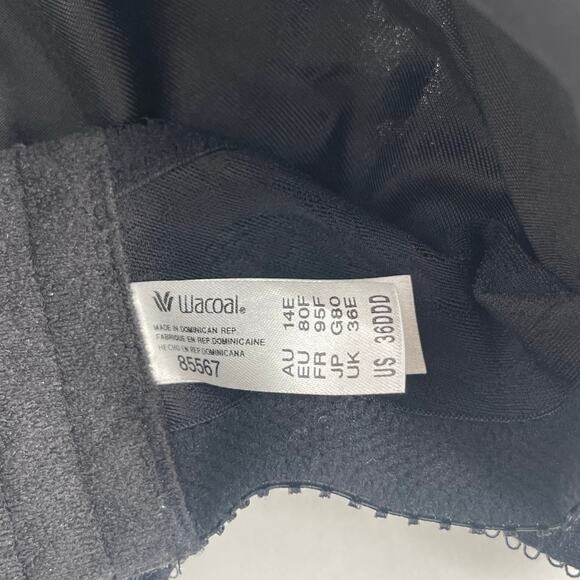 Wacoal®
MADE IN DOMINICAN REP.
FABRIQUE EN REP. DOMINICAINE
HECHO EN REP. DOMINICANA
85567
AU 14E
EU 80F
FR 95F
JP G80
UK 36E
US 36DDD